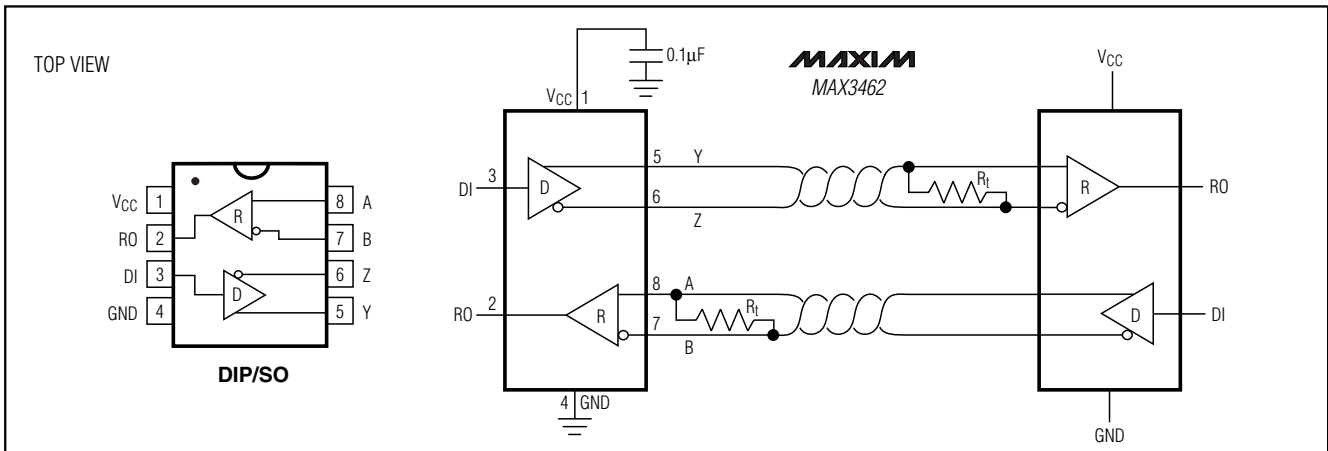 TOP VIEW
VCC 1
RO 2
DI 3
GND 4
8 A
7 B
6 Z
5 Y
R
D
DIP/SO
0.1µF
MAXIM
MAX3462
VCC 1
DI 3
D
5 Y
6
Z
Rt
R
RO
VCC
RO 2
R
8 A
7
B
Rt
D
DI
4 GND
GND